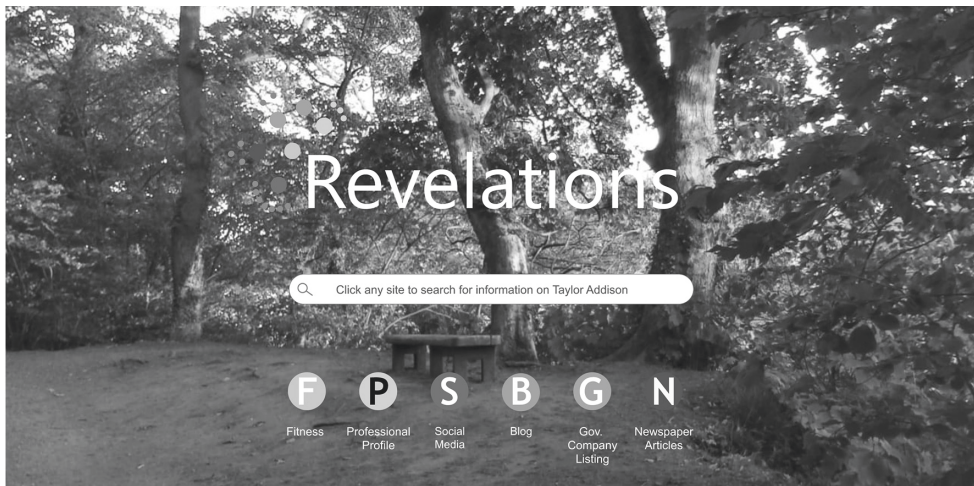 Revelations
Click any site to search for information on Taylor Addison
F P S B G N
Fitness
Professional
Profile
Social
Media
Blog
Gov.
Company
Listing
Newspaper
Articles